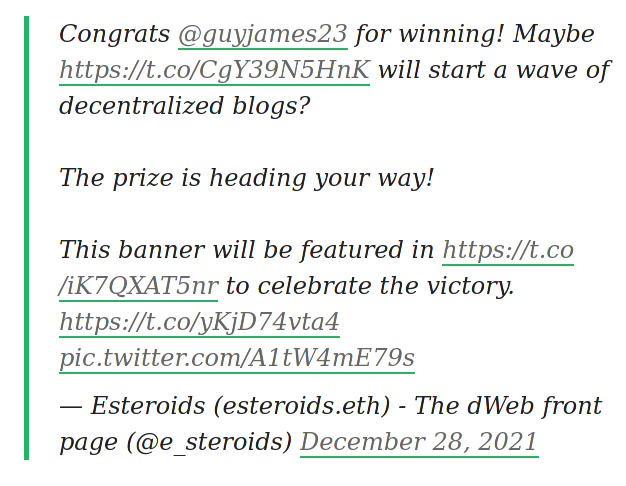 Congrats @guyjames23 for winning! Maybe
https://t.co/CgY39N5HnK will start a wave of
decentralized blogs?
The prize is heading your way!
This banner will be featured in https://t.co
/iK7QXAT5nr to celebrate the victory.
https://t.co/yKjD74vta4
pic.twitter.com/A1tW4mE79s
— Esteroids (esteroids.eth) - The dWeb front
page (@e_steroids) December 28, 2021